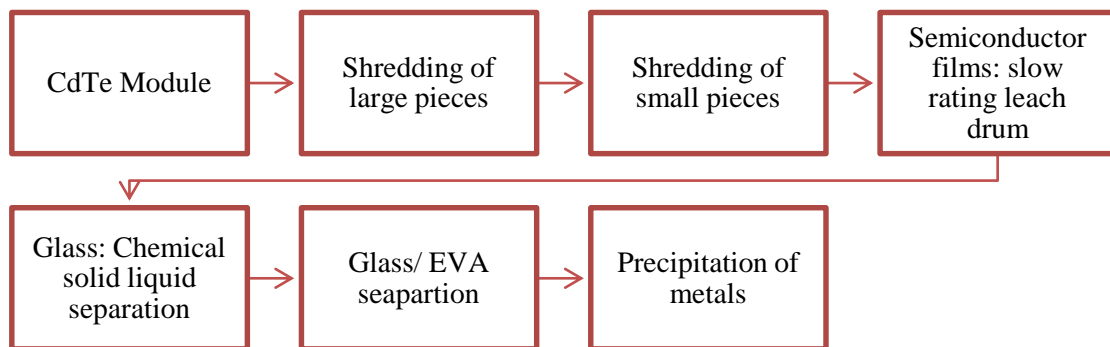 CdTe Module
Shredding of
large pieces
Shredding of
small pieces
Semiconductor
films: slow
rating leach
drum
Glass: Chemical
solid liquid
separation
Glass/ EVA
seapartion
Precipitation of
metals